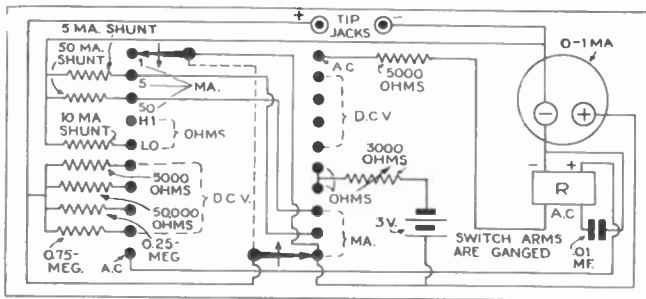 5 MA. SHUNT
+ TIP JACKS -
50 MA. SHUNT
1
5
50
MA.
10 MA SHUNT
HI
LO
OHMS
5000 OHMS
50,000 OHMS
D.C.V.
0.25-MEG
0.75-MEG.
A.C
A.C
5000 OHMS
D.C.V
3000 OHMS
OHMS
MA.
3V.
0-1 MA
- +
- +
R
A.C
SWITCH ARMS
ARE GANGED
.01 MF.